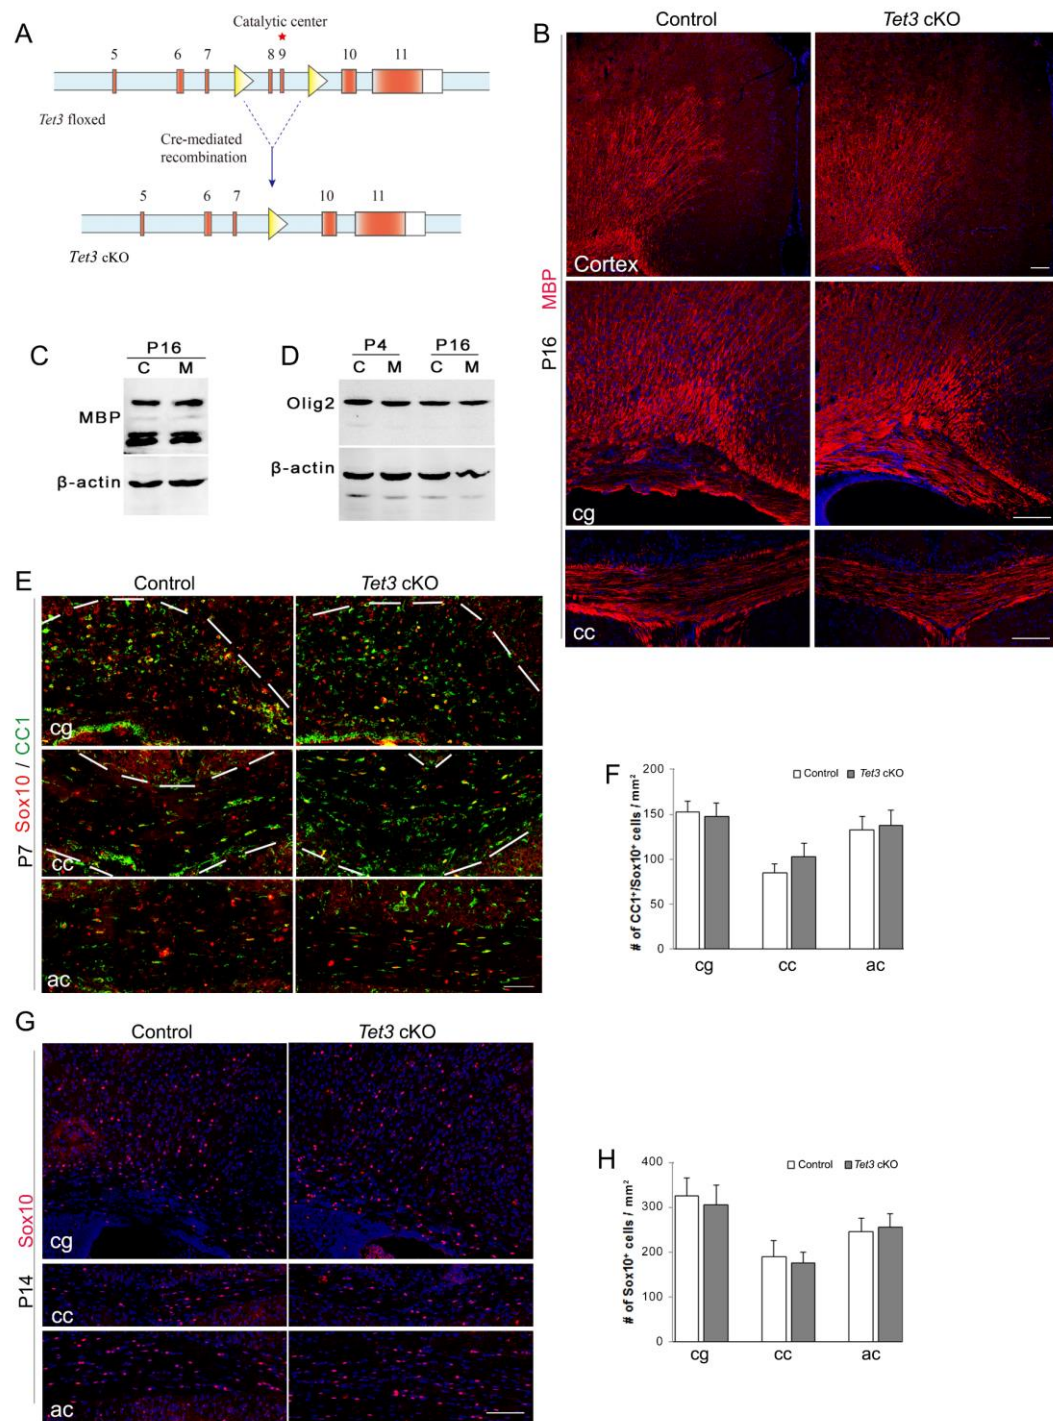 A
Catalytic center
5 6 7 8 9 10 11
Tet3 floxed
Cre-mediated
recombination
5 6 7 10 11
Tet3 cKO
B
Control Tet3 cKO
P16 MBP
Cortex
cg
cc
C
P16
C M
MBP
β-actin
D
P4 P16
C M C M
Olig2
β-actin
E
Control Tet3 cKO
P7 Sox10 / CC1
cg
cc
ac
F
Control Tet3 cKO
# of CC1+/Sox10+ cells / mm²
200
150
100
50
0
cg cc ac
G
Control Tet3 cKO
P14 Sox10
cg
cc
ac
H
Control Tet3 cKO
# of Sox10+ cells / mm²
400
300
200
100
0
cg cc ac